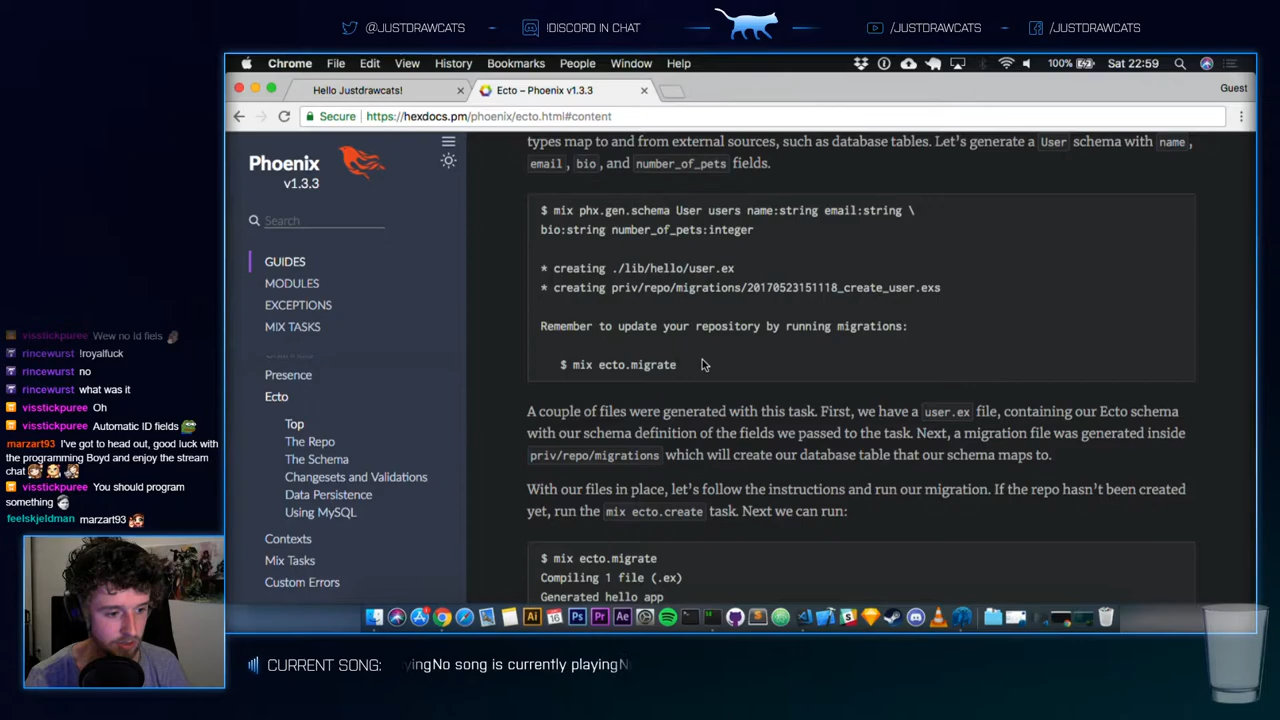 @JUSTDRAWCATS
!DISCORD IN CHAT
/JUSTDRAWCATS
/JUSTDRAWCATS
Chrome File Edit View History Bookmarks People Window Help
100% Sat 22:59
Hello Justdrawcats!
Ecto – Phoenix v1.3.3
Guest
Secure https://hexdocs.pm/phoenix/ecto.html#content
Phoenix
v1.3.3
Search
GUIDES
MODULES
EXCEPTIONS
MIX TASKS
Presence
Ecto
Top
The Repo
The Schema
Changesets and Validations
Data Persistence
Using MySQL
Contexts
Mix Tasks
Custom Errors
types map to and from external sources, such as database tables. Let's generate a User schema with name ,
email , bio , and number_of_pets fields.
$ mix phx.gen.schema User users name:string email:string \
bio:string number_of_pets:integer
* creating ./lib/hello/user.ex
* creating priv/repo/migrations/20170523151118_create_user.exs
Remember to update your repository by running migrations:
$ mix ecto.migrate
A couple of files were generated with this task. First, we have a user.ex file, containing our Ecto schema
with our schema definition of the fields we passed to the task. Next, a migration file was generated inside
priv/repo/migrations which will create our database table that our schema maps to.
With our files in place, let's follow the instructions and run our migration. If the repo hasn't been created
yet, run the mix ecto.create task. Next we can run:
$ mix ecto.migrate
Compiling 1 file (.ex)
Generated hello app
visstickpuree Wew no Id fiels
rincewurst !royalfuck
rincewurst no
rincewurst what was it
visstickpuree Oh
visstickpuree Automatic ID fields
marzart93 I've got to head out, good luck with
the programming Boyd and enjoy the stream
chat
visstickpuree You should program
something
feelskjeldman marzart93
Ai 16 Ps Pr Ae
CURRENT SONG: yingNo song is currently playingN